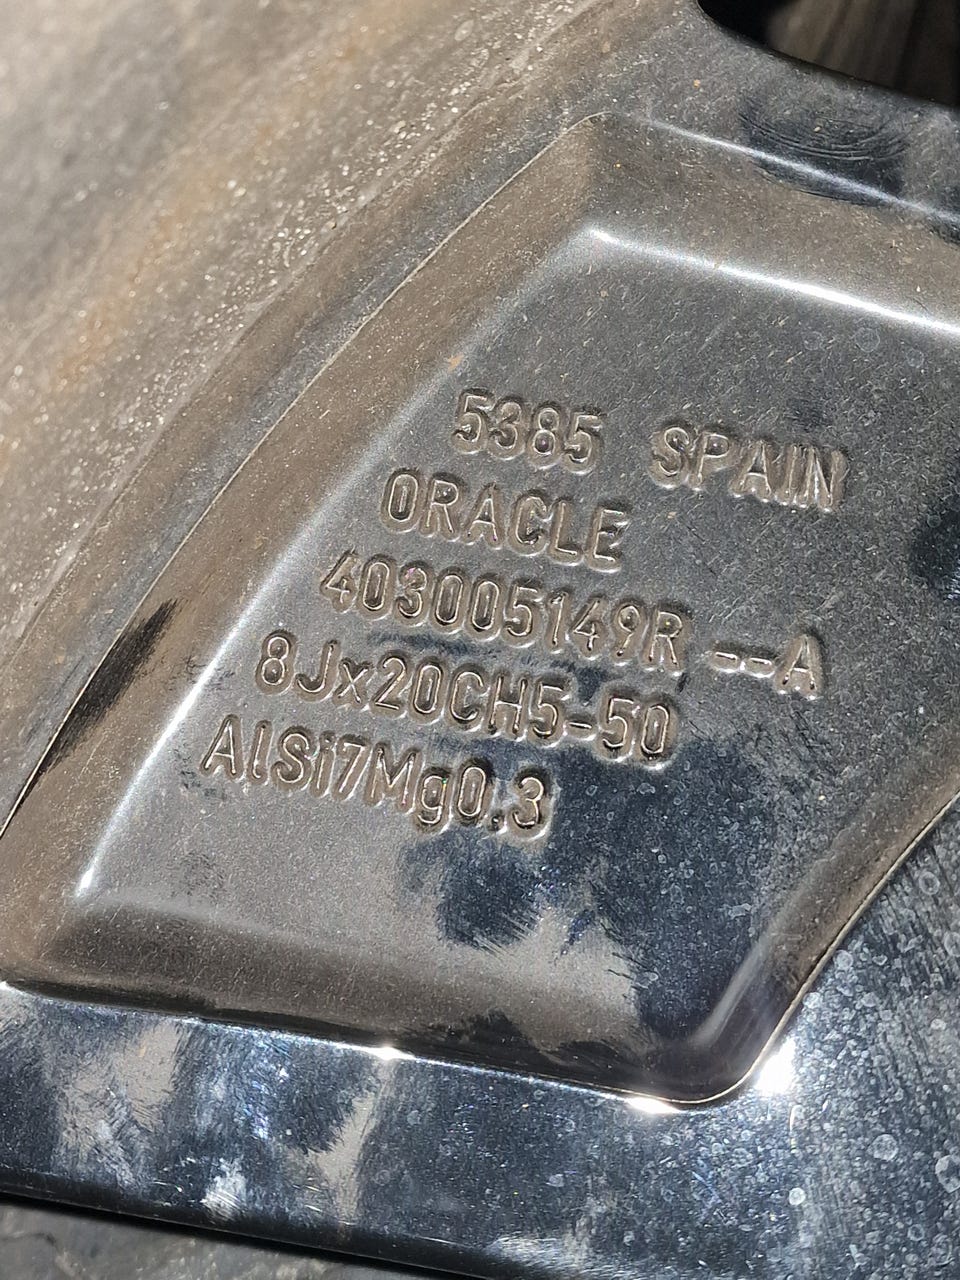 5385 SPAIN
ORACLE
403005149R --A
8Jx20CH5-50
AlSi7Mg0.3